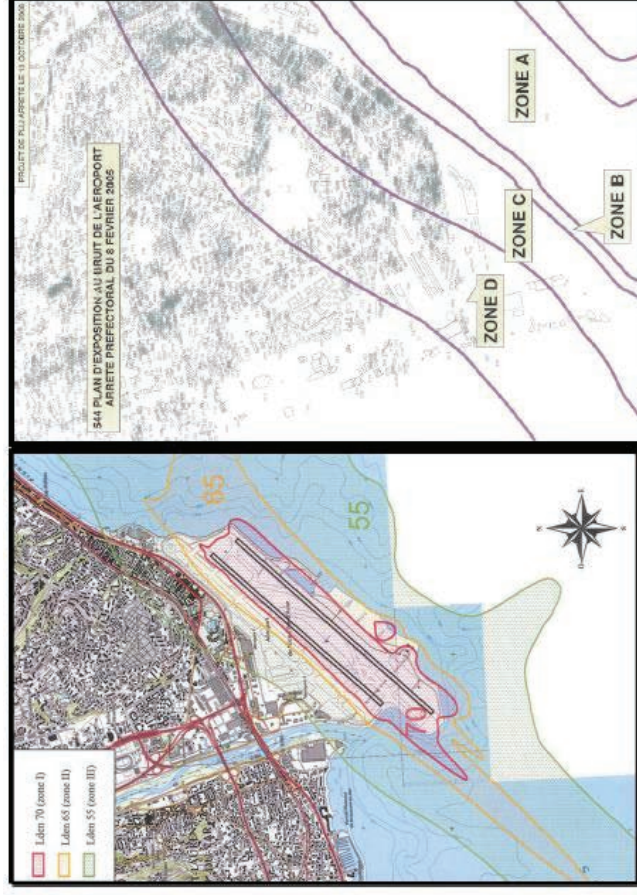 PROJET DE PLU ARRETE LE 13 OCTOBRE 2008
544 PLAN D'EXPOSITION AU BRUIT DE L'AEROPORT
ARRETE PREFECTORAL DU 8 FEVRIER 2005
ZONE A
ZONE B
ZONE C
ZONE D
Lden 70 (zone I)
Lden 65 (zone II)
Lden 55 (zone III)
65
55
70
N
E
S
O